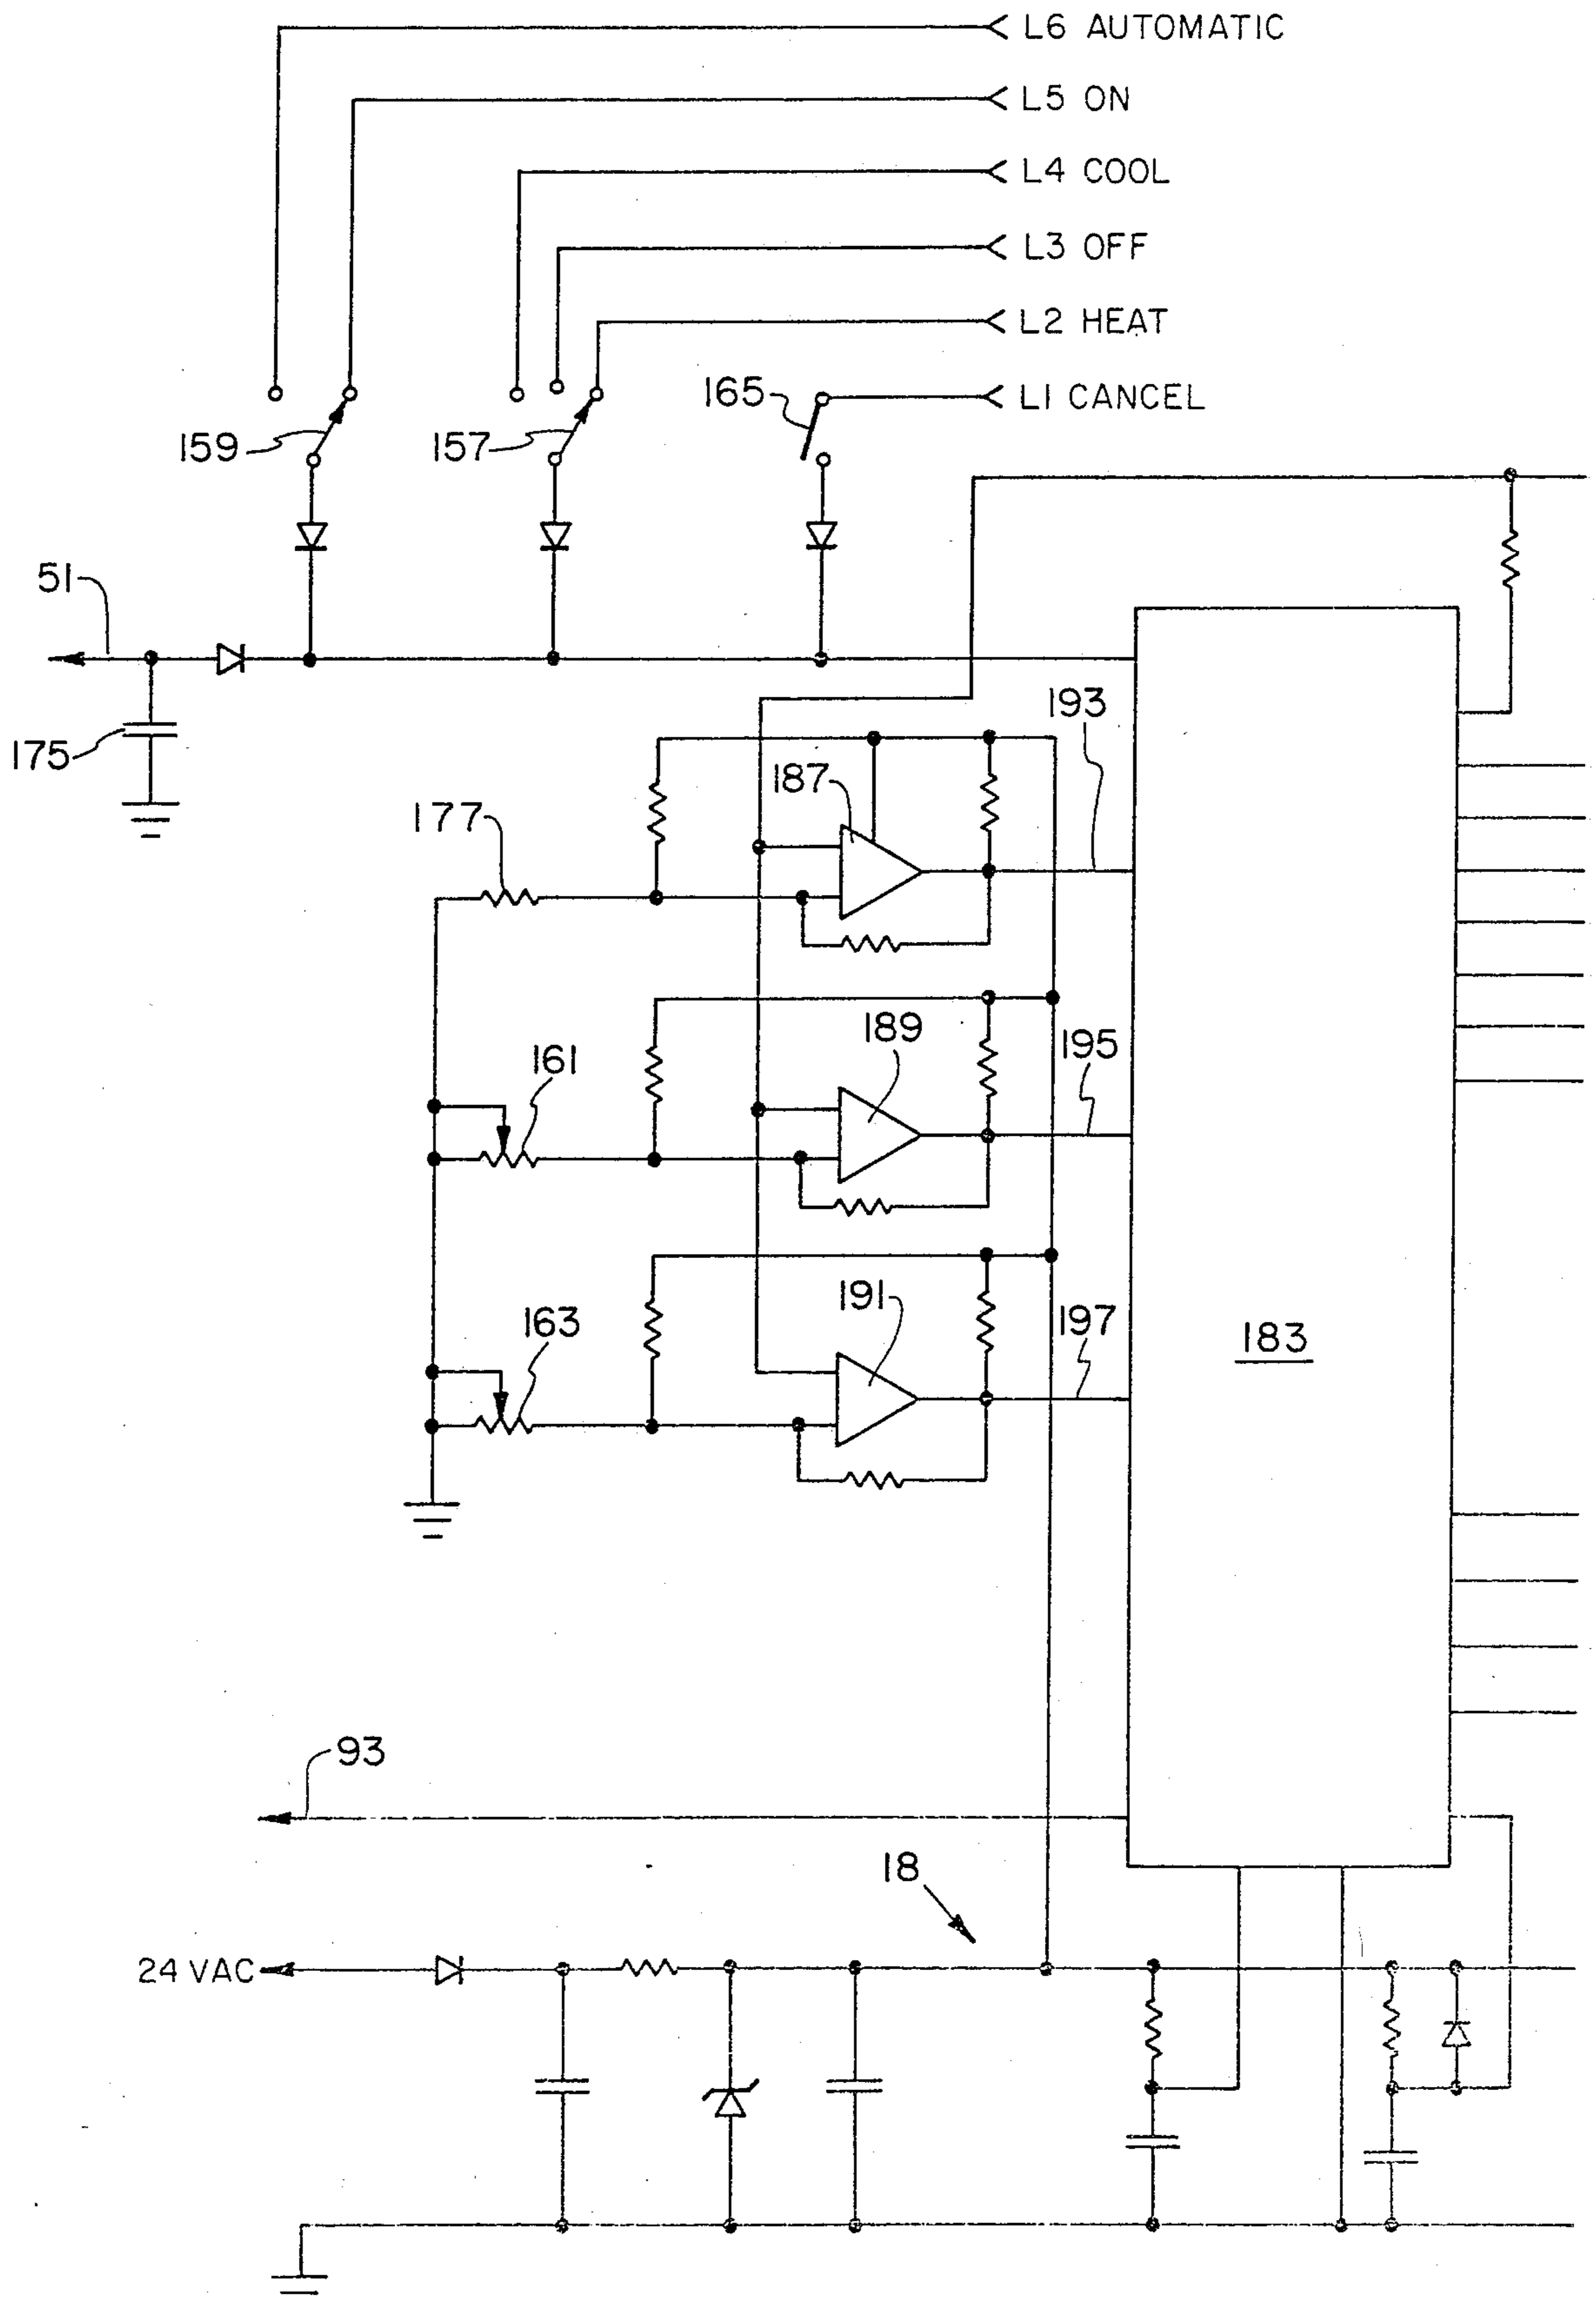 L6 AUTOMATIC
L5 ON
L4 COOL
L3 OFF
L2 HEAT
165
L1 CANCEL
159
157
51
193
175
187
177
189
195
161
191
163
197
183
93
18
24 VAC